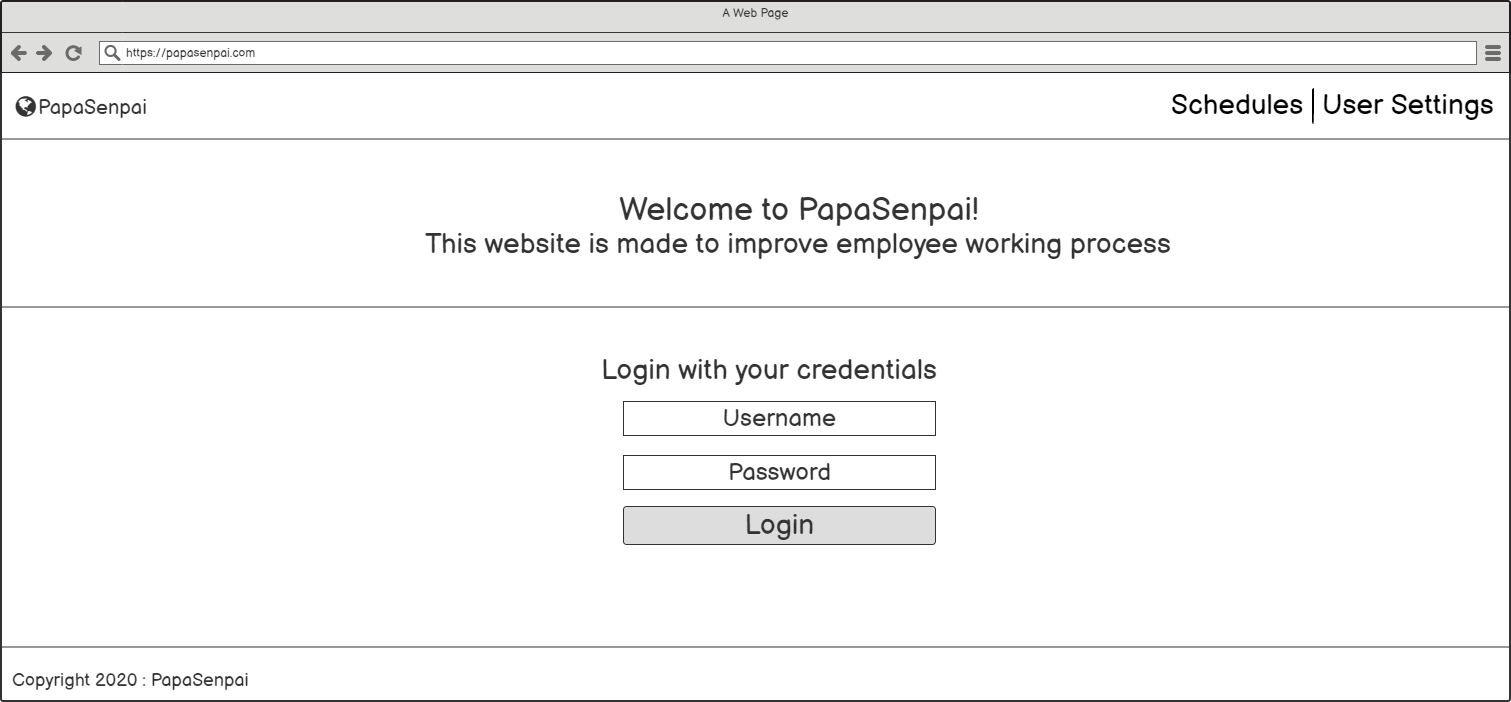 A Web Page
https://papasenpai.com
PapaSenpai
Schedules | User Settings
Welcome to PapaSenpai!
This website is made to improve employee working process
Login with your credentials
Username
Password
Login
Copyright 2020 : PapaSenpai